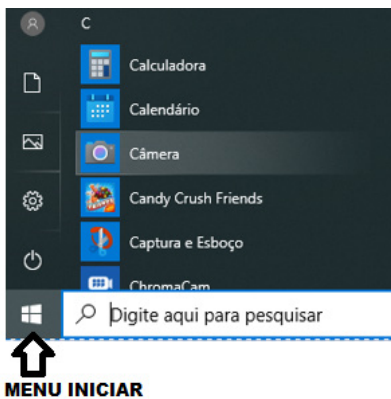 C
Calculadora
Calendário
Câmera
Candy Crush Friends
Captura e Esboço
ChromaCam
Digite aqui para pesquisar
MENU INICIAR